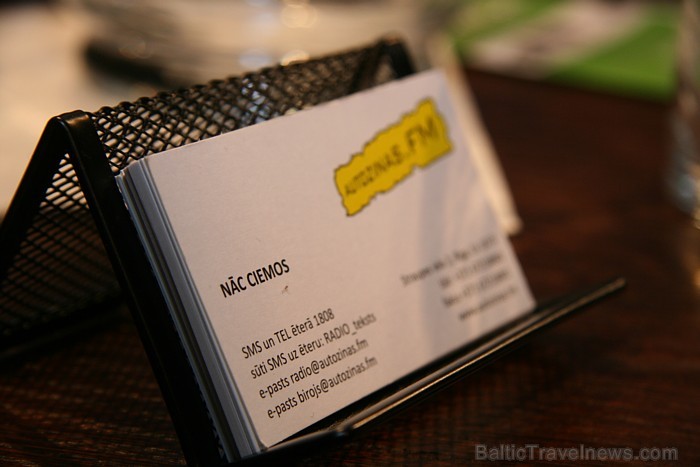 AUTOZINAS.FM
NĀC CIEMOS
SMS un TEL ēterā 1808
sūti SMS uz ēteru: RADIO_teksts
e-pasts radio@autozinas.fm
e-pasts birojs@autozinas.fm
BalticTravelnews.com